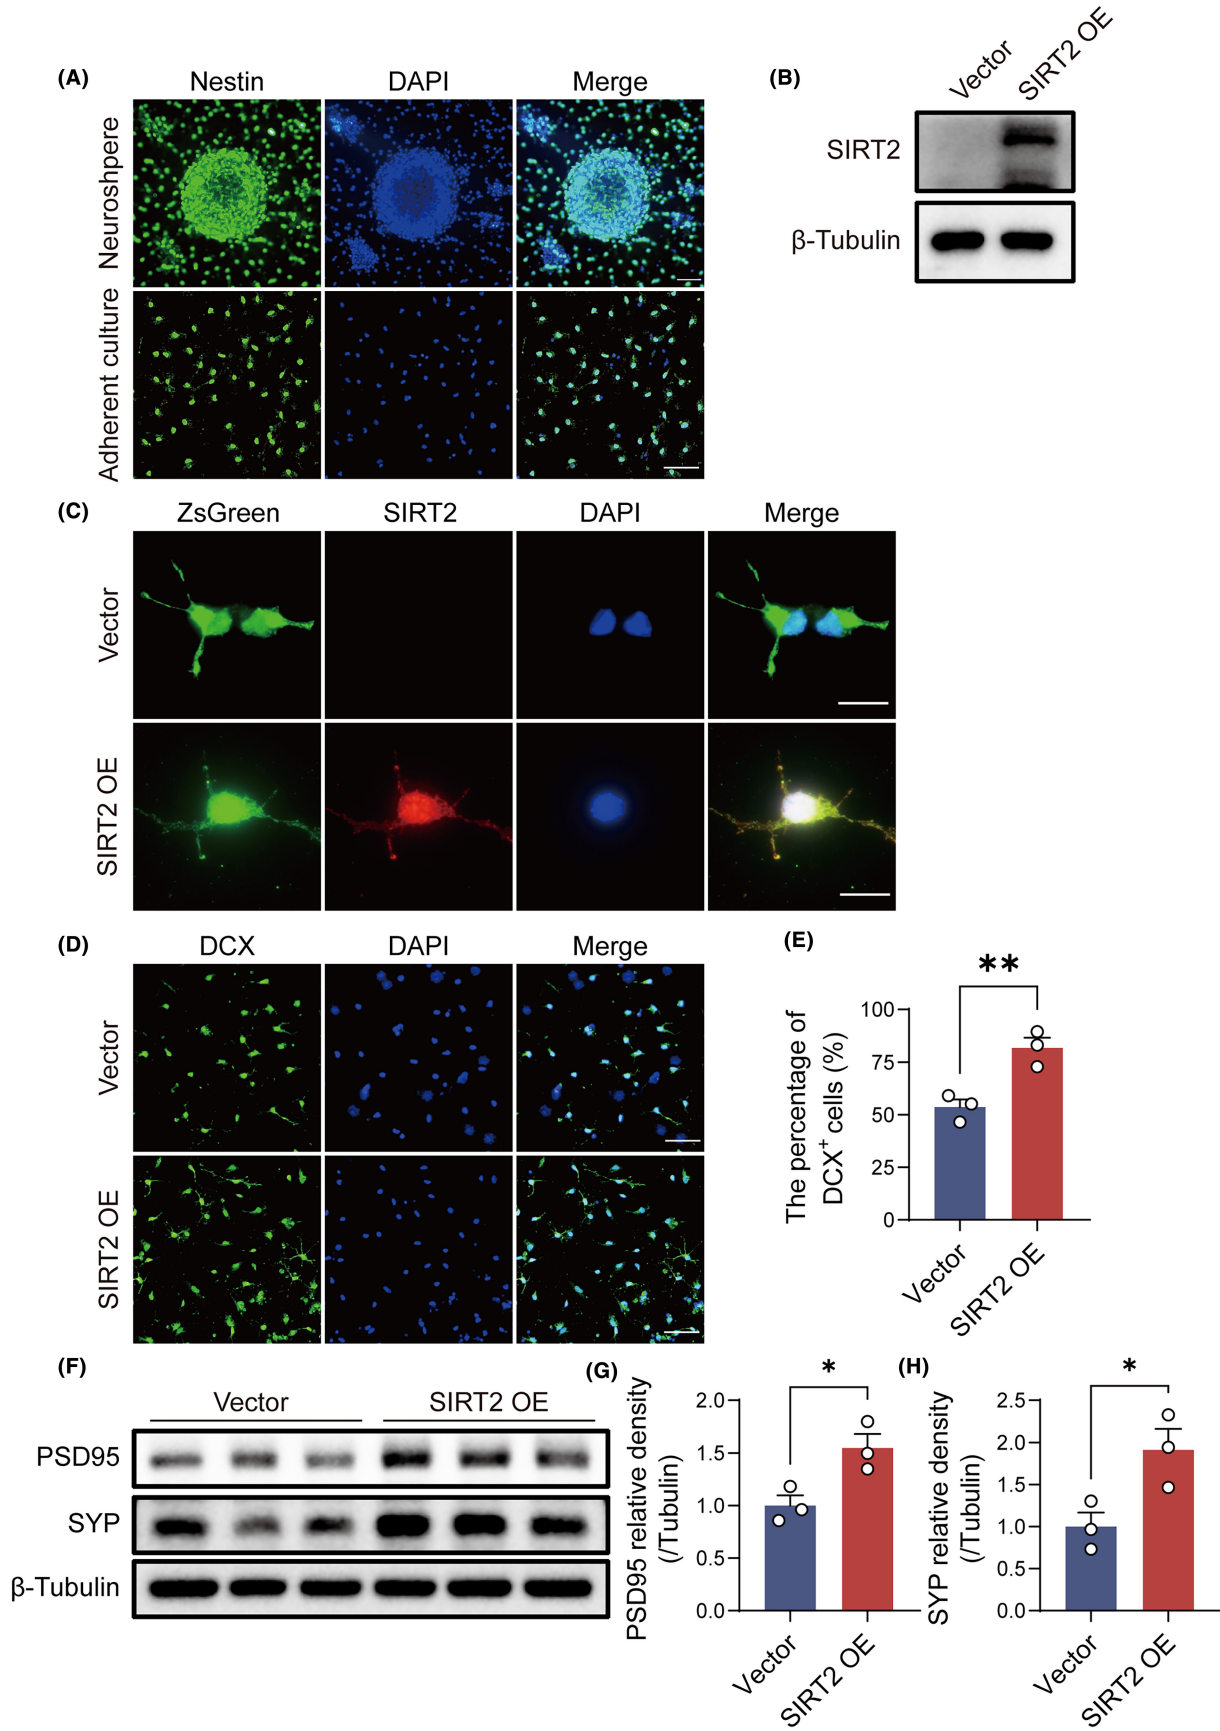 (A)
Nestin
DAPI
Merge
Neuroshpere
Adherent culture
(B)
Vector
SIRT2 OE
SIRT2
β-Tubulin
(C)
ZsGreen
SIRT2
DAPI
Merge
Vector
SIRT2 OE
(D)
DCX
DAPI
Merge
Vector
SIRT2 OE
(E)
**
The percentage of
DCX+ cells (%)
100
75
50
25
0
Vector
SIRT2 OE
(F)
Vector
SIRT2 OE
PSD95
SYP
β-Tubulin
(G)
*
PSD95 relative density
(/Tubulin)
2.0
1.5
1.0
0.5
0.0
Vector
SIRT2 OE
(H)
*
SYP relative density
(/Tubulin)
2.5
2.0
1.5
1.0
0.5
0.0
Vector
SIRT2 OE